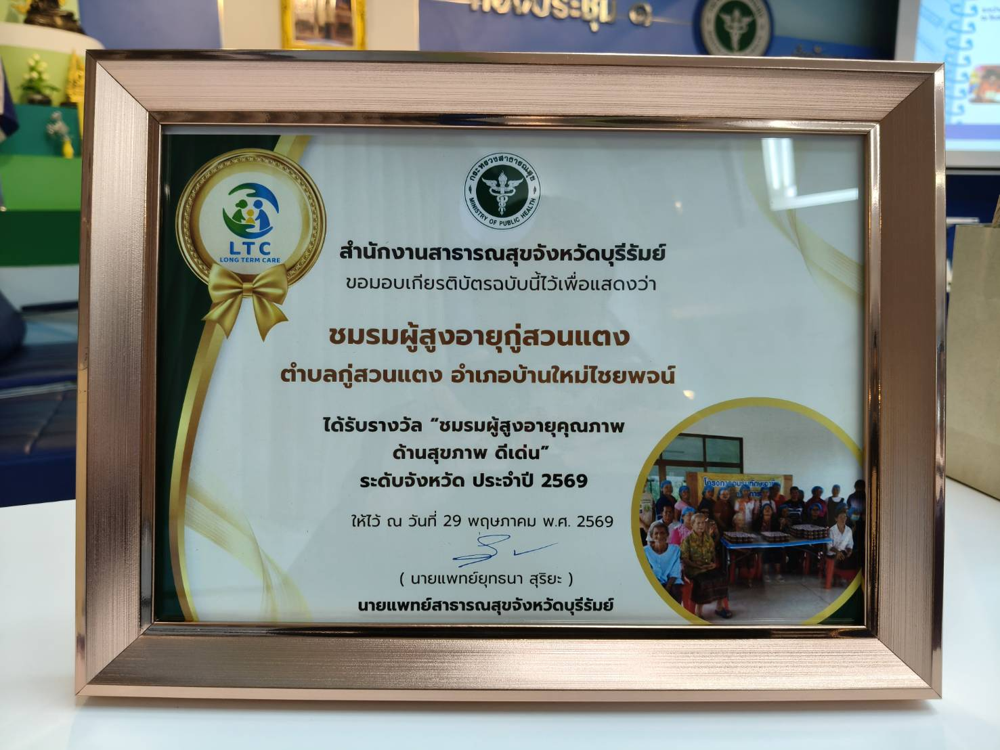 ห้องประชุม ๑
กระทรวงสาธารณสุข
MINISTRY OF PUBLIC HEALTH
LTC
LONG TERM CARE
สำนักงานสาธารณสุขจังหวัดบุรีรัมย์
ขอมอบเกียรติบัตรฉบับนี้ไว้เพื่อแสดงว่า
ชมรมผู้สูงอายุกู่สวนแตง
ตำบลกู่สวนแตง อำเภอบ้านใหม่ไชยพจน์
ได้รับรางวัล “ชมรมผู้สูงอายุคุณภาพ
ด้านสุขภาพ ดีเด่น”
ระดับจังหวัด ประจำปี 2569
ให้ไว้ ณ วันที่ 29 พฤษภาคม พ.ศ. 2569
( นายแพทย์ยุทธนา สุริยะ )
นายแพทย์สาธารณสุขจังหวัดบุรีรัมย์